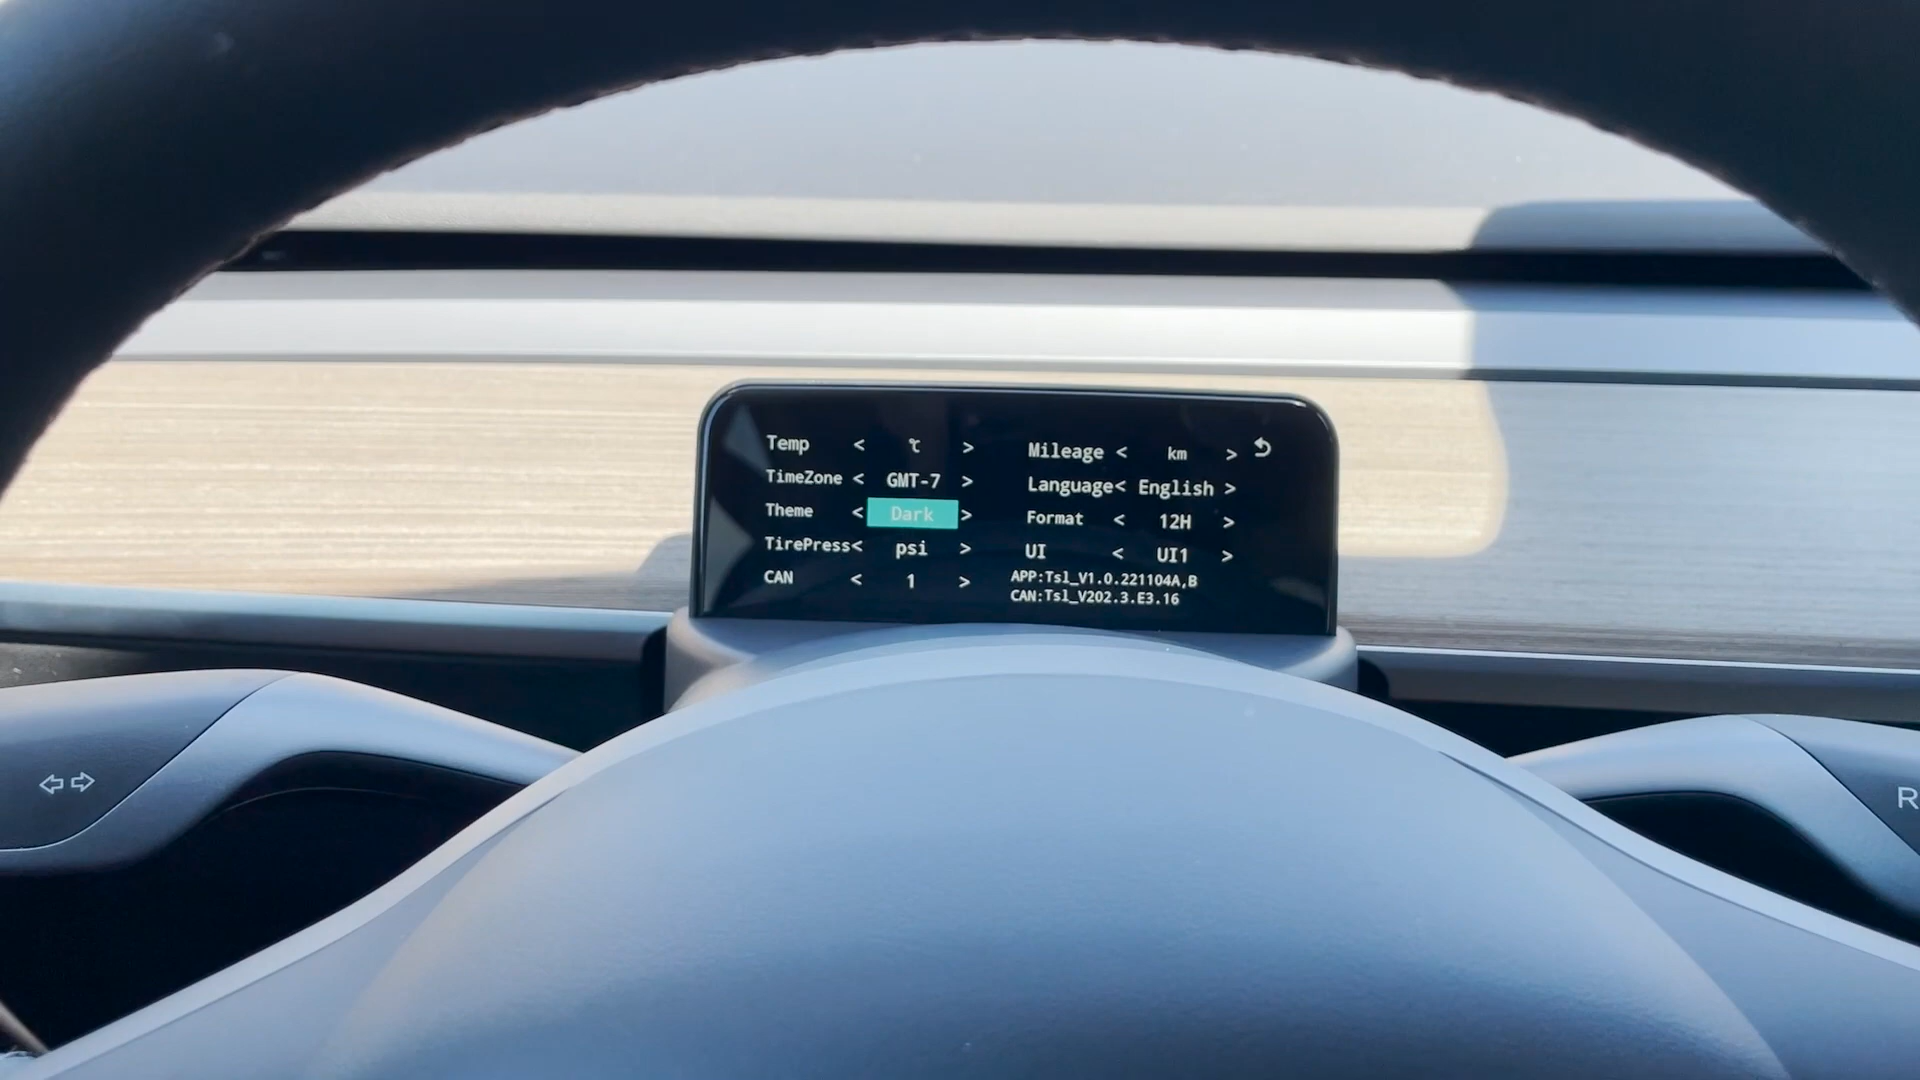 Temp < ℃ >
TimeZone < GMT-7 >
Theme < Dark >
TirePress< psi >
CAN < 1 >
Mileage < km >
Language< English >
Format < 12H >
UI < UI1 >
APP:Tsl_V1.0.221104A,B
CAN:Tsl_V202.3.E3.16
R